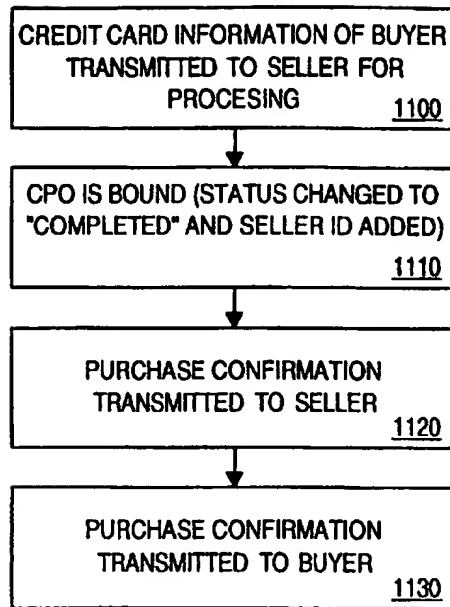 CREDIT CARD INFORMATION OF BUYER
TRANSMITTED TO SELLER FOR
PROCESING
1100
CPO IS BOUND (STATUS CHANGED TO
"COMPLETED" AND SELLER ID ADDED)
1110
PURCHASE CONFIRMATION
TRANSMITTED TO SELLER
1120
PURCHASE CONFIRMATION
TRANSMITTED TO BUYER
1130